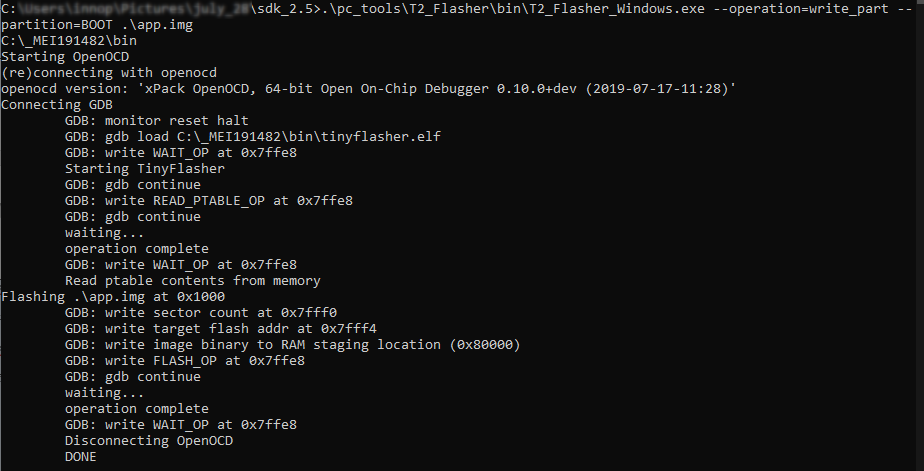 C:\Users\innop\Pictures\july_28\sdk_2.5>.\pc_tools\T2_Flasher\bin\T2_Flasher_Windows.exe --operation=write_part --
partition=BOOT .\app.img
C:\_MEI191482\bin
Starting OpenOCD
(re)connecting with openocd
openocd version: 'xPack OpenOCD, 64-bit Open On-Chip Debugger 0.10.0+dev (2019-07-17-11:28)'
Connecting GDB
GDB: monitor reset halt
GDB: gdb load C:\_MEI191482\bin\tinyflasher.elf
GDB: write WAIT_OP at 0x7ffe8
Starting TinyFlasher
GDB: gdb continue
GDB: write READ_PTABLE_OP at 0x7ffe8
GDB: gdb continue
waiting...
operation complete
GDB: write WAIT_OP at 0x7ffe8
Read ptable contents from memory
Flashing .\app.img at 0x1000
GDB: write sector count at 0x7fff0
GDB: write target flash addr at 0x7fff4
GDB: write image binary to RAM staging location (0x80000)
GDB: write FLASH_OP at 0x7ffe8
GDB: gdb continue
waiting...
operation complete
GDB: write WAIT_OP at 0x7ffe8
Disconnecting OpenOCD
DONE